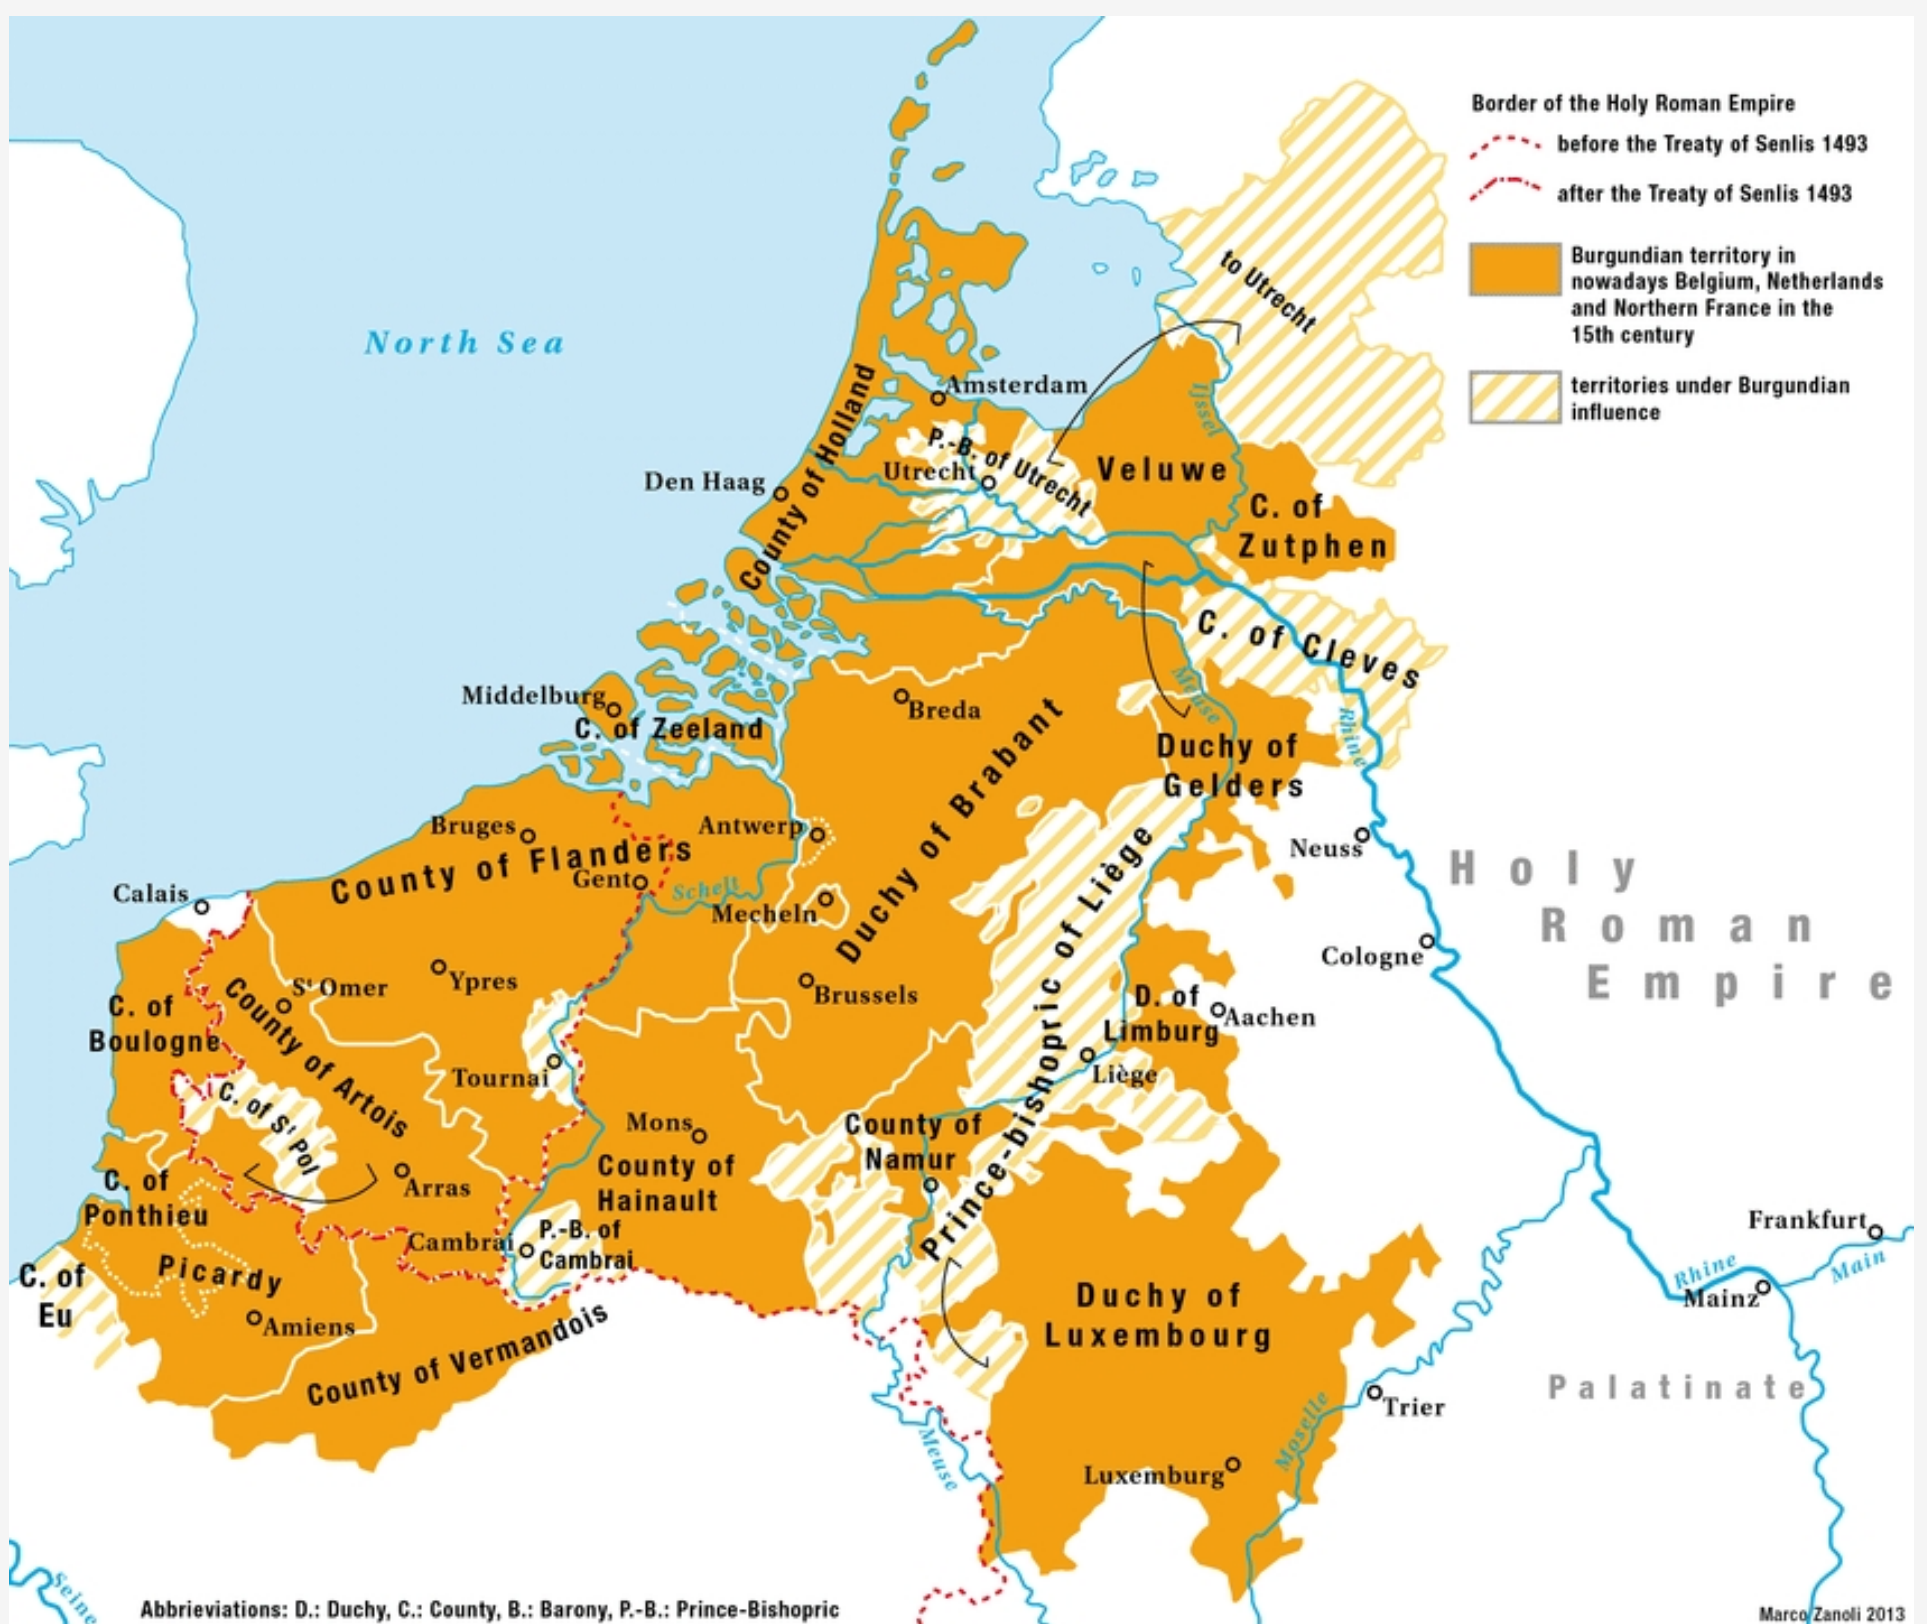 Border of the Holy Roman Empire
before the Treaty of Senlis 1493
after the Treaty of Senlis 1493
Burgundian territory in
nowadays Belgium, Netherlands
and Northern France in the
15th century
territories under Burgundian
influence
to Utrecht
North Sea
Amsterdam
Ijssel
County of Holland
P.-B. of Utrecht
Utrecht
Veluwe
Den Haag
C. of
Zutphen
C. of Cleves
Middelburg
C. of Zeeland
Breda
Meuse
Rhine
Duchy of
Gelders
Duchy of Brabant
Bruges
County of Flanders
Antwerp
Gent
Schelt
Mecheln
Neuss
Calais
Holy
Roman
Empire
Cologne
Prince-bishopric of Liège
Ypres
St Omer
Brussels
C. of
Boulogne
County of Artois
D. of
Limburg
Aachen
Liège
Tournai
C. of St Pol
Mons
County of
Namur
County of
Hainault
Arras
C. of
Ponthieu
Cambrai
P.-B. of
Cambrai
Picardy
C. of
Eu
Amiens
County of Vermandois
Duchy of
Luxembourg
Frankfurt
Rhine
Main
Mainz
Palatinate
Trier
Moselle
Meuse
Luxemburg
Seine
Abbrieviations: D.: Duchy, C.: County, B.: Barony, P.-B.: Prince-Bishopric
Marco Zanoli 2013